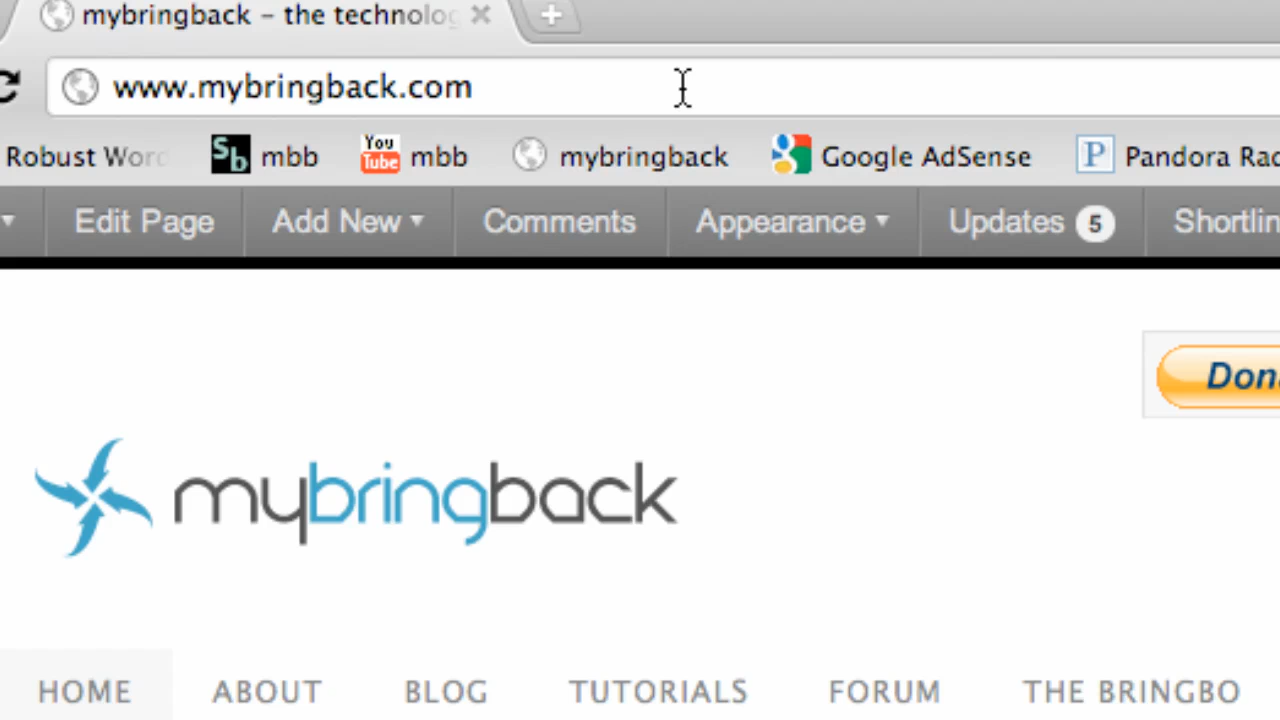 mybringback – the technolog
www.mybringback.com
Robust Word Sb mbb You Tube mbb mybringback Google AdSense P Pandora Rad
Edit Page Add New Comments Appearance Updates 5 Shortlin
Don
mybringback
HOME ABOUT BLOG TUTORIALS FORUM THE BRINGBO